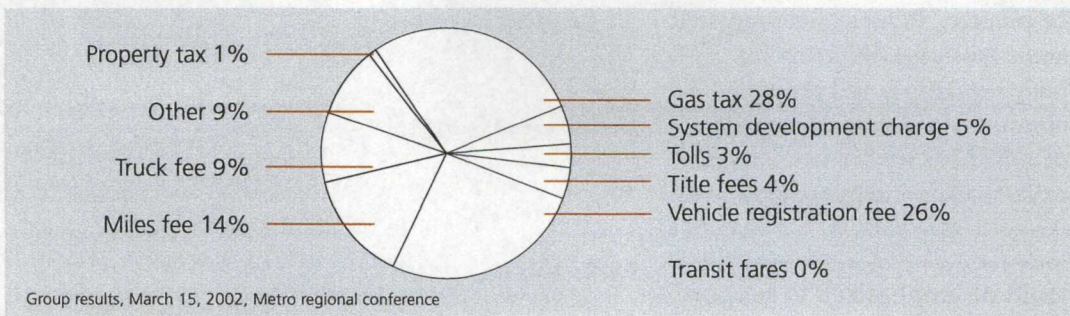 Property tax 1%
Other 9%
Truck fee 9%
Miles fee 14%
Gas tax 28%
System development charge 5%
Tolls 3%
Title fees 4%
Vehicle registration fee 26%
Transit fares 0%
Group results, March 15, 2002, Metro regional conference